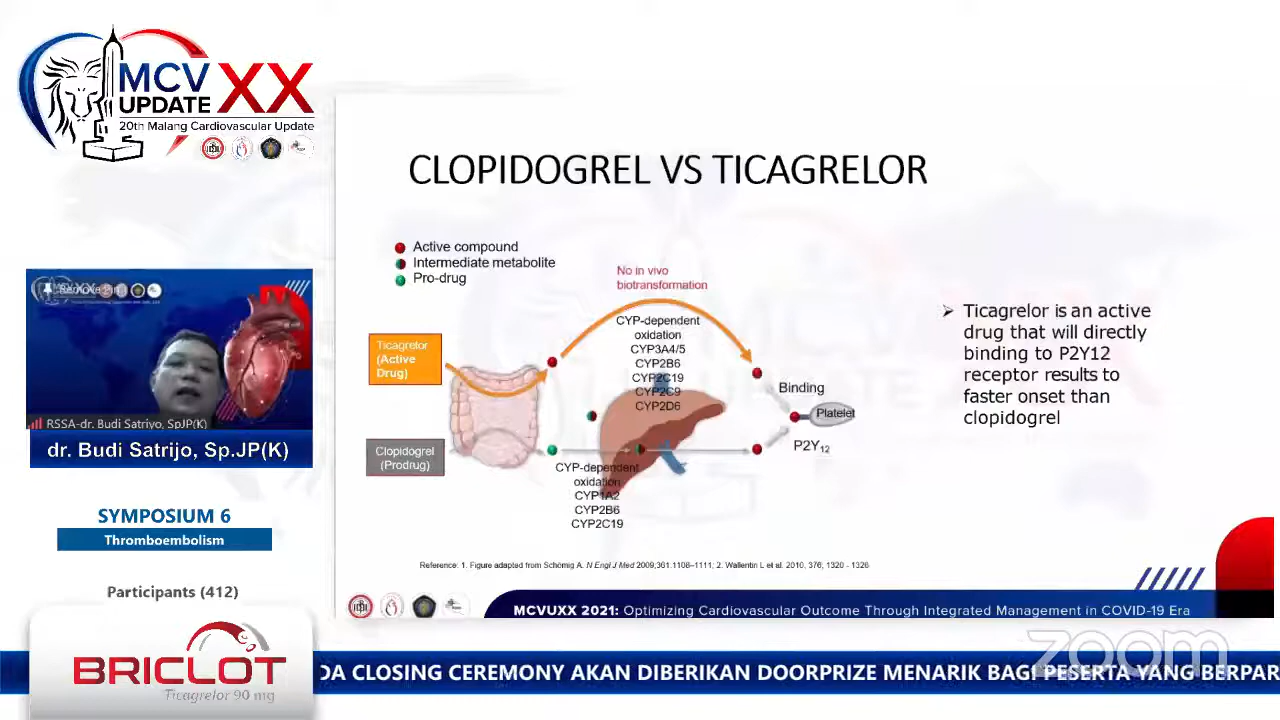 MCV
UPDATE
XX
20th Malang Cardiovascular Update
RSSA-dr. Budi Satriyo, SpJP(K)
dr. Budi Satrijo, Sp.JP(K)
SYMPOSIUM 6
Thromboembolism
Participants (412)
BRICLOT
Ticagrelor 90 mg
CLOPIDOGREL VS TICAGRELOR
Active compound
Intermediate metabolite
Pro-drug
No in vivo
biotransformation
Ticagrelor
(Active
Drug)
CYP-dependent
oxidation
CYP3A4/5
CYP2B6
CYP2C19
CYP2C9
CYP2D6
Binding
Platelet
P2Y12
Clopidogrel
(Prodrug)
CYP-dependent
oxidation
CYP1A2
CYP2B6
CYP2C19
➢ Ticagrelor is an active
drug that will directly
binding to P2Y12
receptor results to
faster onset than
clopidogrel
Reference: 1. Figure adapted from Schömig A. N Engl J Med 2009;361:1108–1111; 2. Wallentin L et al. 2010, 376; 1320 - 1328
MCVUXX 2021: Optimizing Cardiovascular Outcome Through Integrated Management in COVID-19 Era
zoom
DA CLOSING CEREMONY AKAN DIBERIKAN DOORPRIZE MENARIK BAGI PESERTA YANG BERPAR